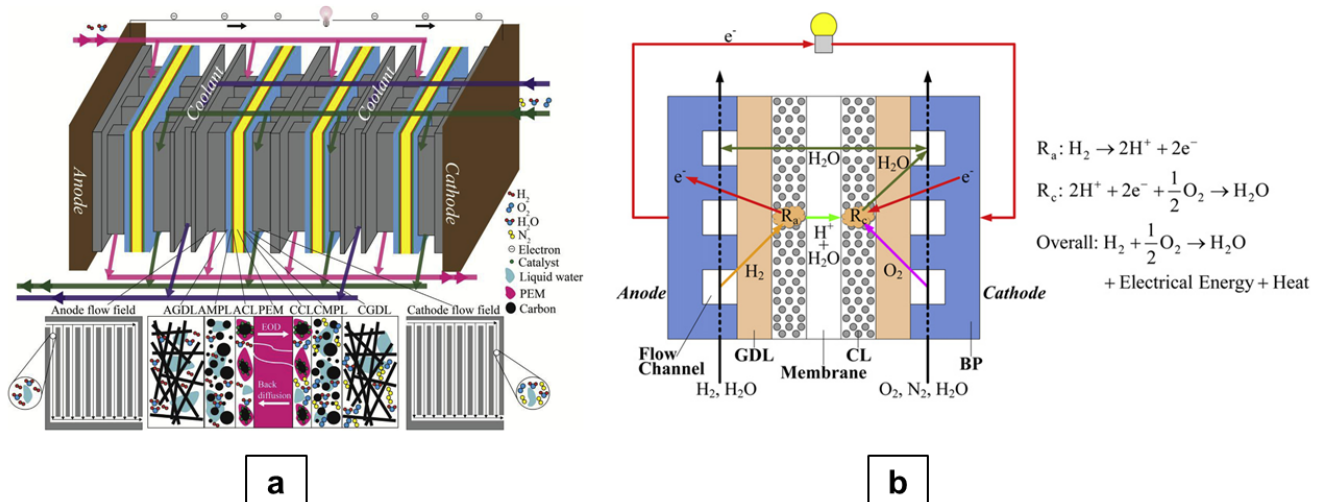 Coolant
Coolant
Anode
Cathode
H₂
O₂
H₂O
N₂
Electron
Catalyst
Liquid water
PEM
Carbon
Anode flow field
AGDL AMPL ACL PEM CCL CMPL CGDL
Cathode flow field
EOD
Back
diffusion
a
e⁻
H₂O
H₂O
e⁻
e⁻
Rₐ
R꜀
H⁺
+
H₂O
H₂
O₂
Anode
Cathode
Flow
Channel
GDL
Membrane
CL
BP
H₂, H₂O
O₂, N₂, H₂O
Rₐ: H₂ → 2H⁺ + 2e⁻
R꜀: 2H⁺ + 2e⁻ + 1/2 O₂ → H₂O
Overall: H₂ + 1/2 O₂ → H₂O
+ Electrical Energy + Heat
b